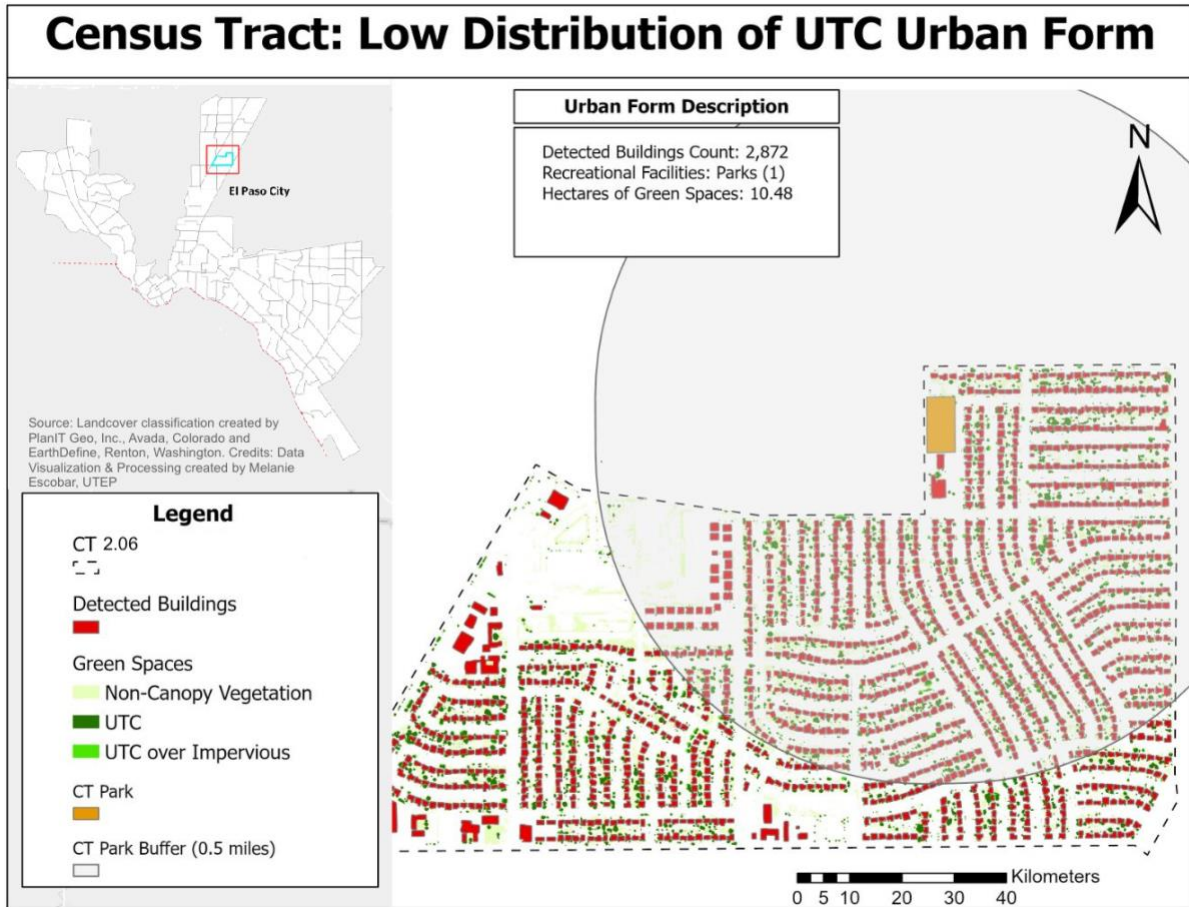 Census Tract: Low Distribution of UTC Urban Form
El Paso City
Source: Landcover classification created by
PlanIT Geo, Inc., Avada, Colorado and
EarthDefine, Renton, Washington. Credits: Data
Visualization & Processing created by Melanie
Escobar, UTEP
Legend
CT 2.06
Detected Buildings
Green Spaces
Non-Canopy Vegetation
UTC
UTC over Impervious
CT Park
CT Park Buffer (0.5 miles)
Urban Form Description
Detected Buildings Count: 2,872
Recreational Facilities: Parks (1)
Hectares of Green Spaces: 10.48
N
Kilometers
0 5 10 20 30 40